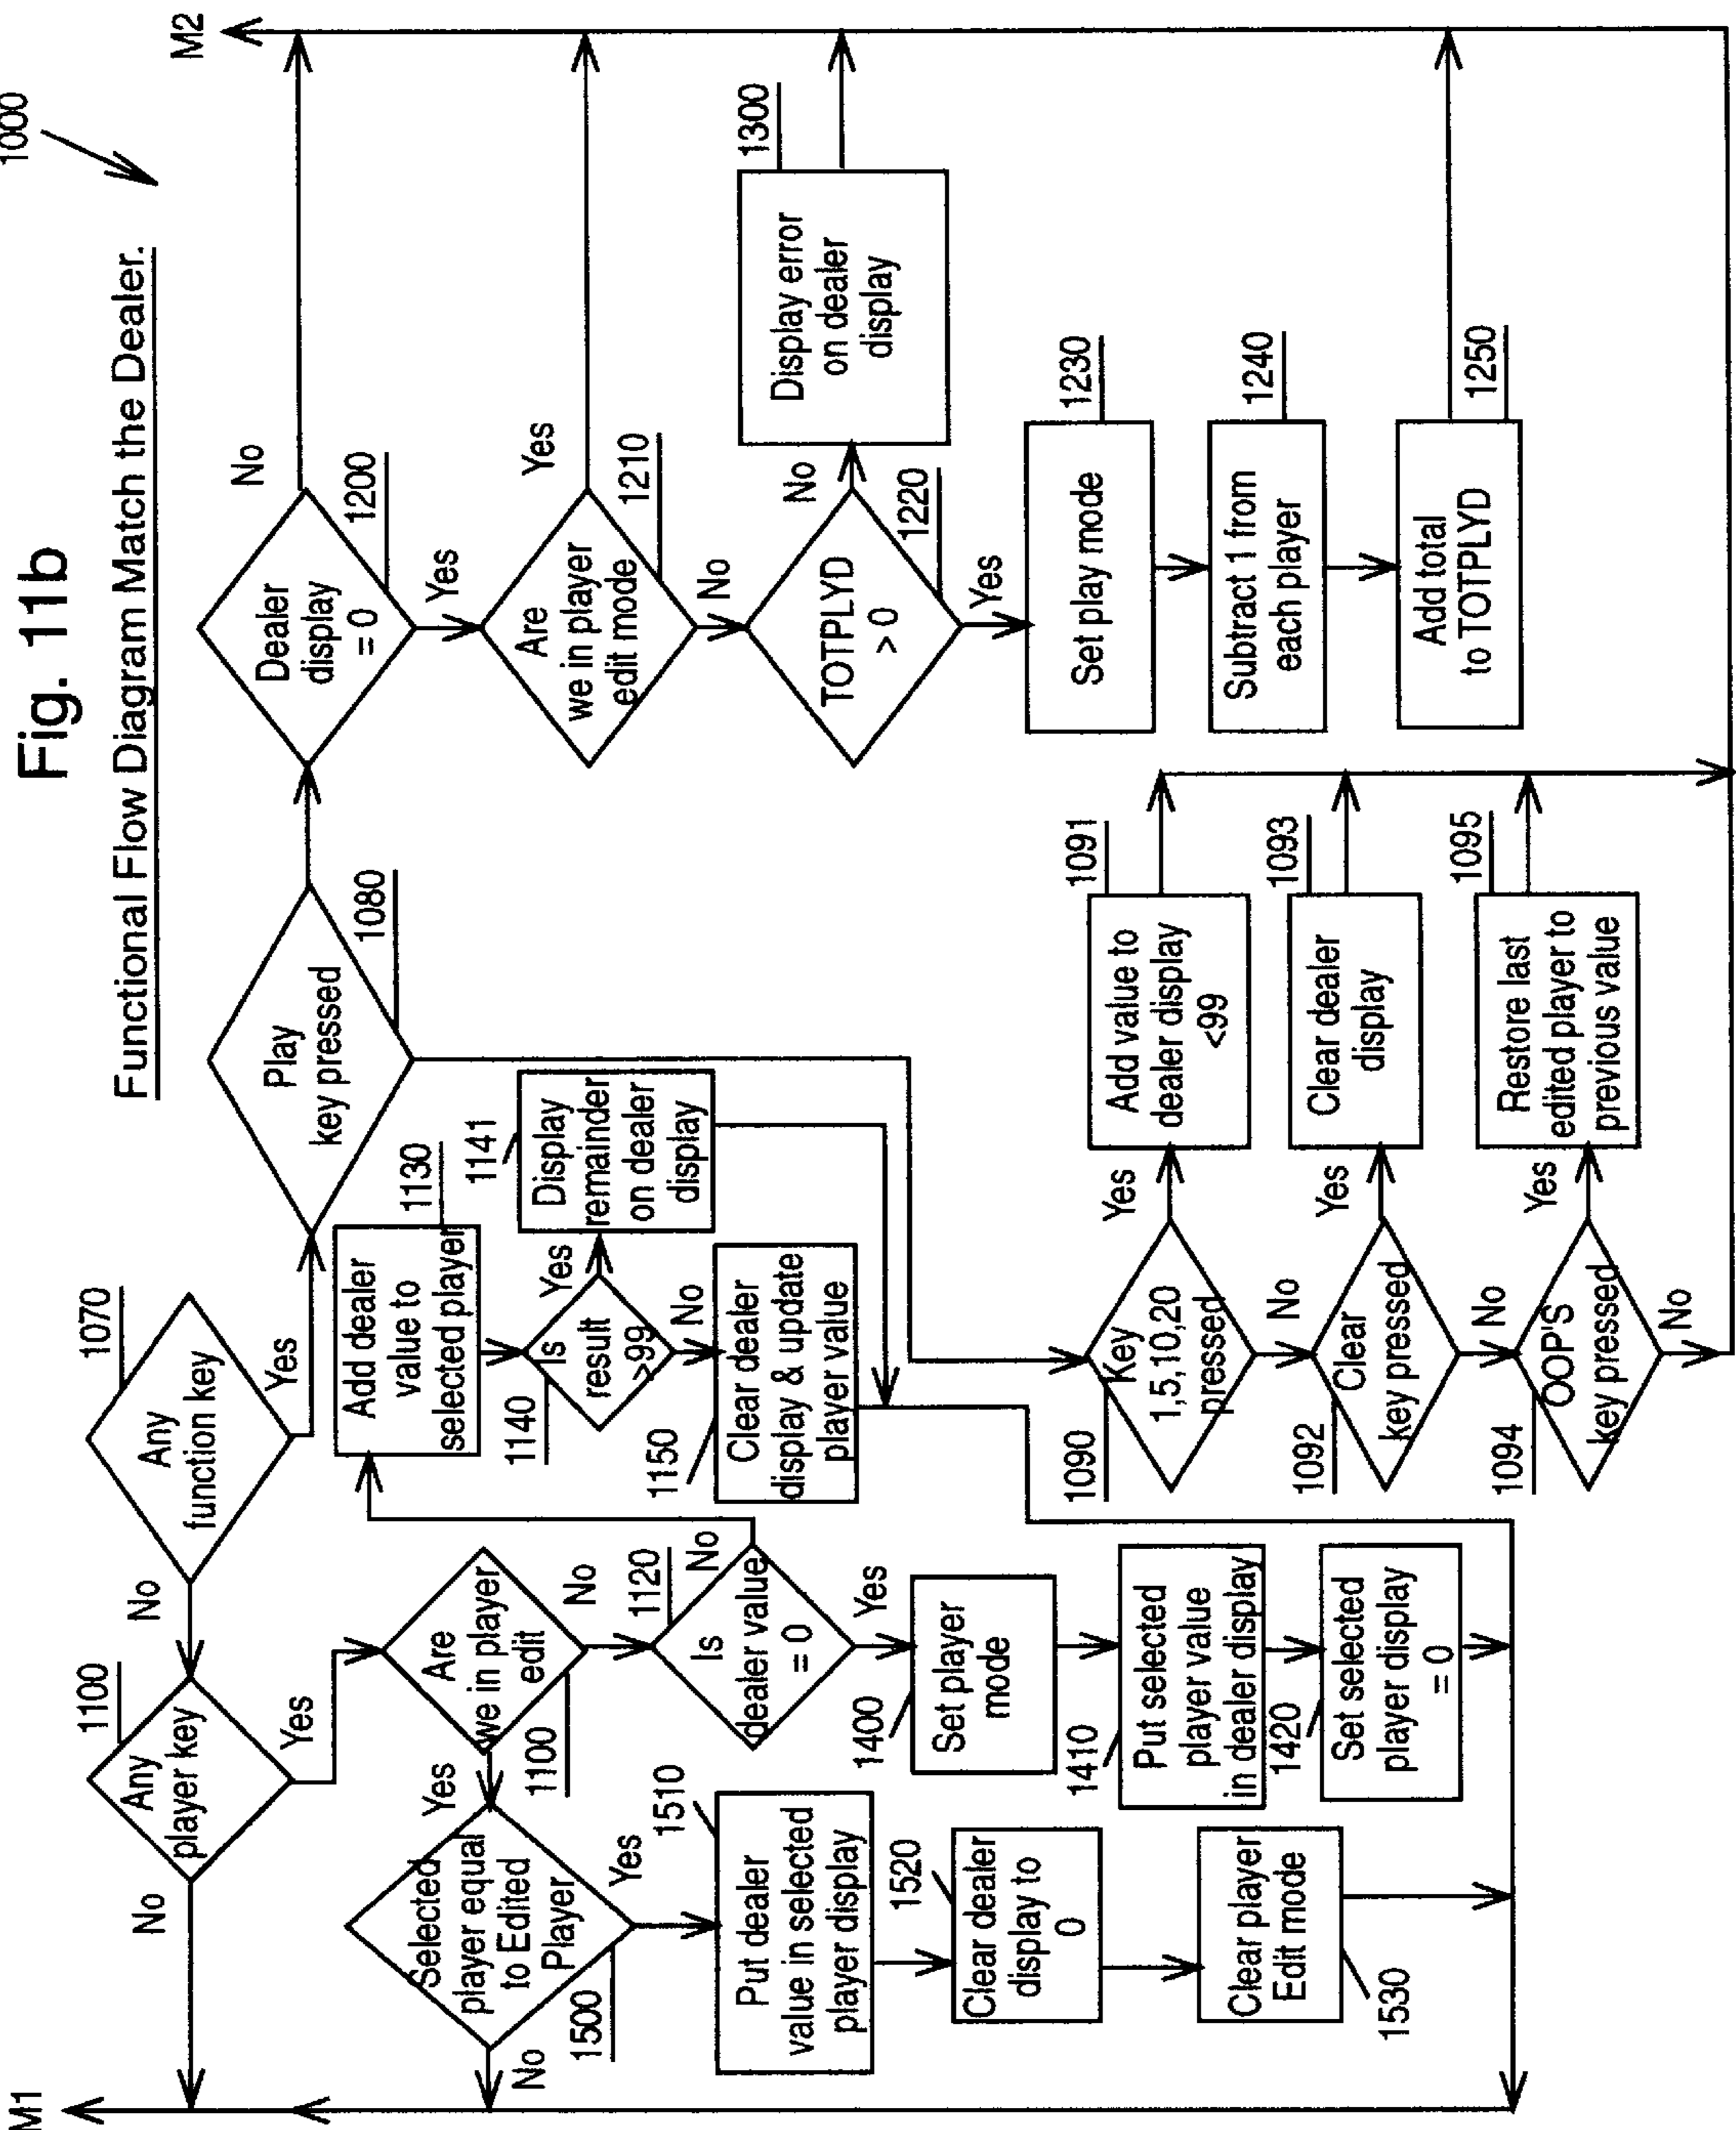 Fig. 11b
Functional Flow Diagram Match the Dealer.
1000
M1
M2
Any
function key
1070
No
Yes
Any
player key
1100
No
Yes
Play
key pressed
1080
Dealer
display
= 0
1200
No
Yes
Are
we in player
edit mode
1210
Yes
No
TOTPLYD
> 0
1220
No
Yes
Display error
on dealer
display
1300
Set play mode
1230
Subtract 1 from
each player
1240
Add total
to TOTPLYD
1250
Are
we in player
edit
1100
Yes
No
Is
dealer value
= 0
1120
No
Yes
Add dealer
value to
selected player
1130
Is
result
>99
1140
Yes
No
Display
remainder
on dealer
display
1141
Clear dealer
display & update
player value
1150
Selected
player equal
to Edited
Player
1500
No
Yes
Put dealer
value in selected
player display
1510
Clear dealer
display to
0
1520
Clear player
Edit mode
1530
Set player
mode
1400
Put selected
player value
in dealer display
1410
Set selected
player display
= 0
1420
Key
1,5,10,20
pressed
1090
Yes
No
Add value to
dealer display
<99
1091
Clear
key pressed
1092
Yes
No
Clear dealer
display
1093
OOP'S
key pressed
1094
Yes
No
Restore last
edited player to
previous value
1095